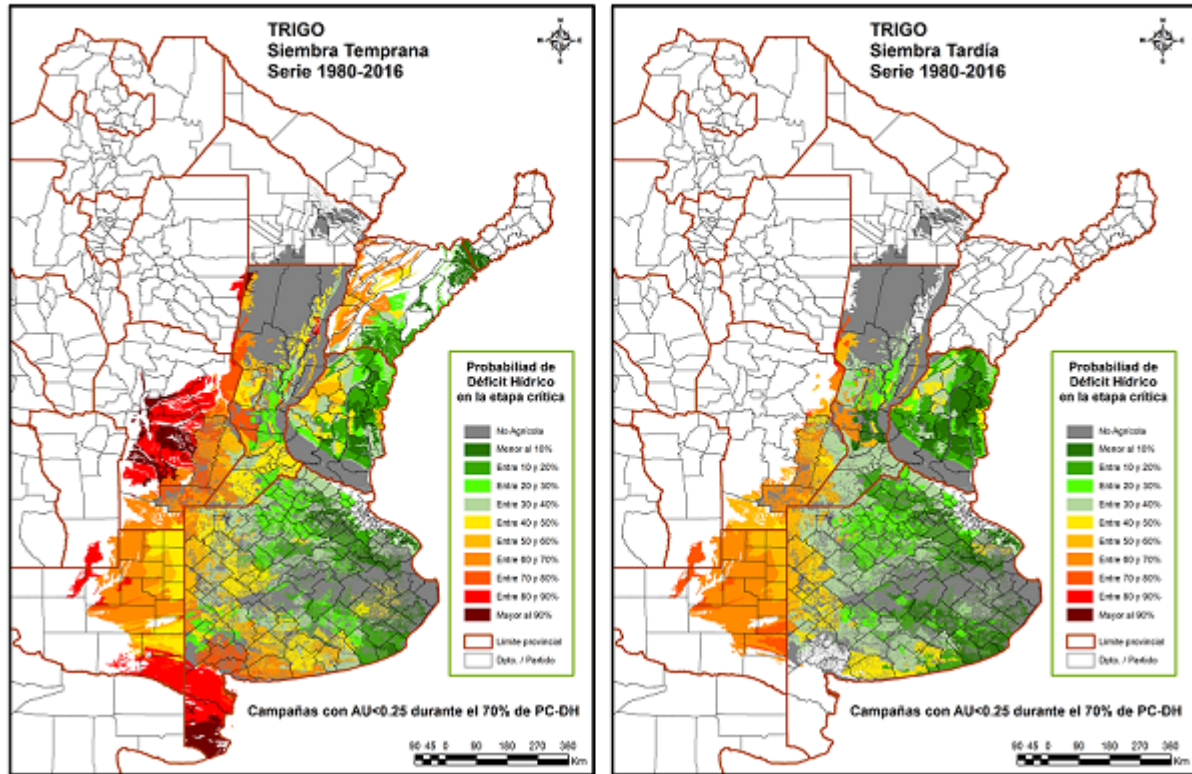 TRIGO
Siembra Temprana
Serie 1980-2016
N
Probabiliad de
Déficit Hídrico
en la etapa crítica
No Agrícola
Menor al 10%
Entre 10 y 20%
Entre 20 y 30%
Entre 30 y 40%
Entre 40 y 50%
Entre 50 y 60%
Entre 60 y 70%
Entre 70 y 80%
Entre 80 y 90%
Mayor al 90%
Límite provincial
Dpto. / Partido
Campañas con AU<0.25 durante el 70% de PC-DH
90 45 0 90 180 270 360
Km
TRIGO
Siembra Tardía
Serie 1980-2016
N
Probabiliad de
Déficit Hídrico
en la etapa crítica
No Agrícola
Menor al 10%
Entre 10 y 20%
Entre 20 y 30%
Entre 30 y 40%
Entre 40 y 50%
Entre 50 y 60%
Entre 60 y 70%
Entre 70 y 80%
Entre 80 y 90%
Mayor al 90%
Límite provincial
Dpto. / Partido
Campañas con AU<0.25 durante el 70% de PC-DH
90 45 0 90 180 270 360
Km